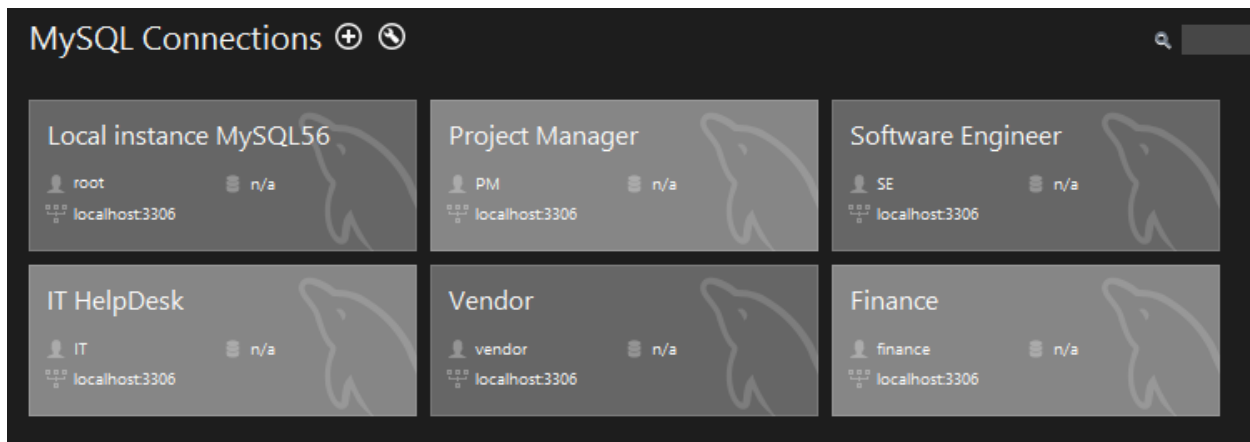 MySQL Connections
Local instance MySQL56
root n/a
localhost:3306
Project Manager
PM n/a
localhost:3306
Software Engineer
SE n/a
localhost:3306
IT HelpDesk
IT n/a
localhost:3306
Vendor
vendor n/a
localhost:3306
Finance
finance n/a
localhost:3306